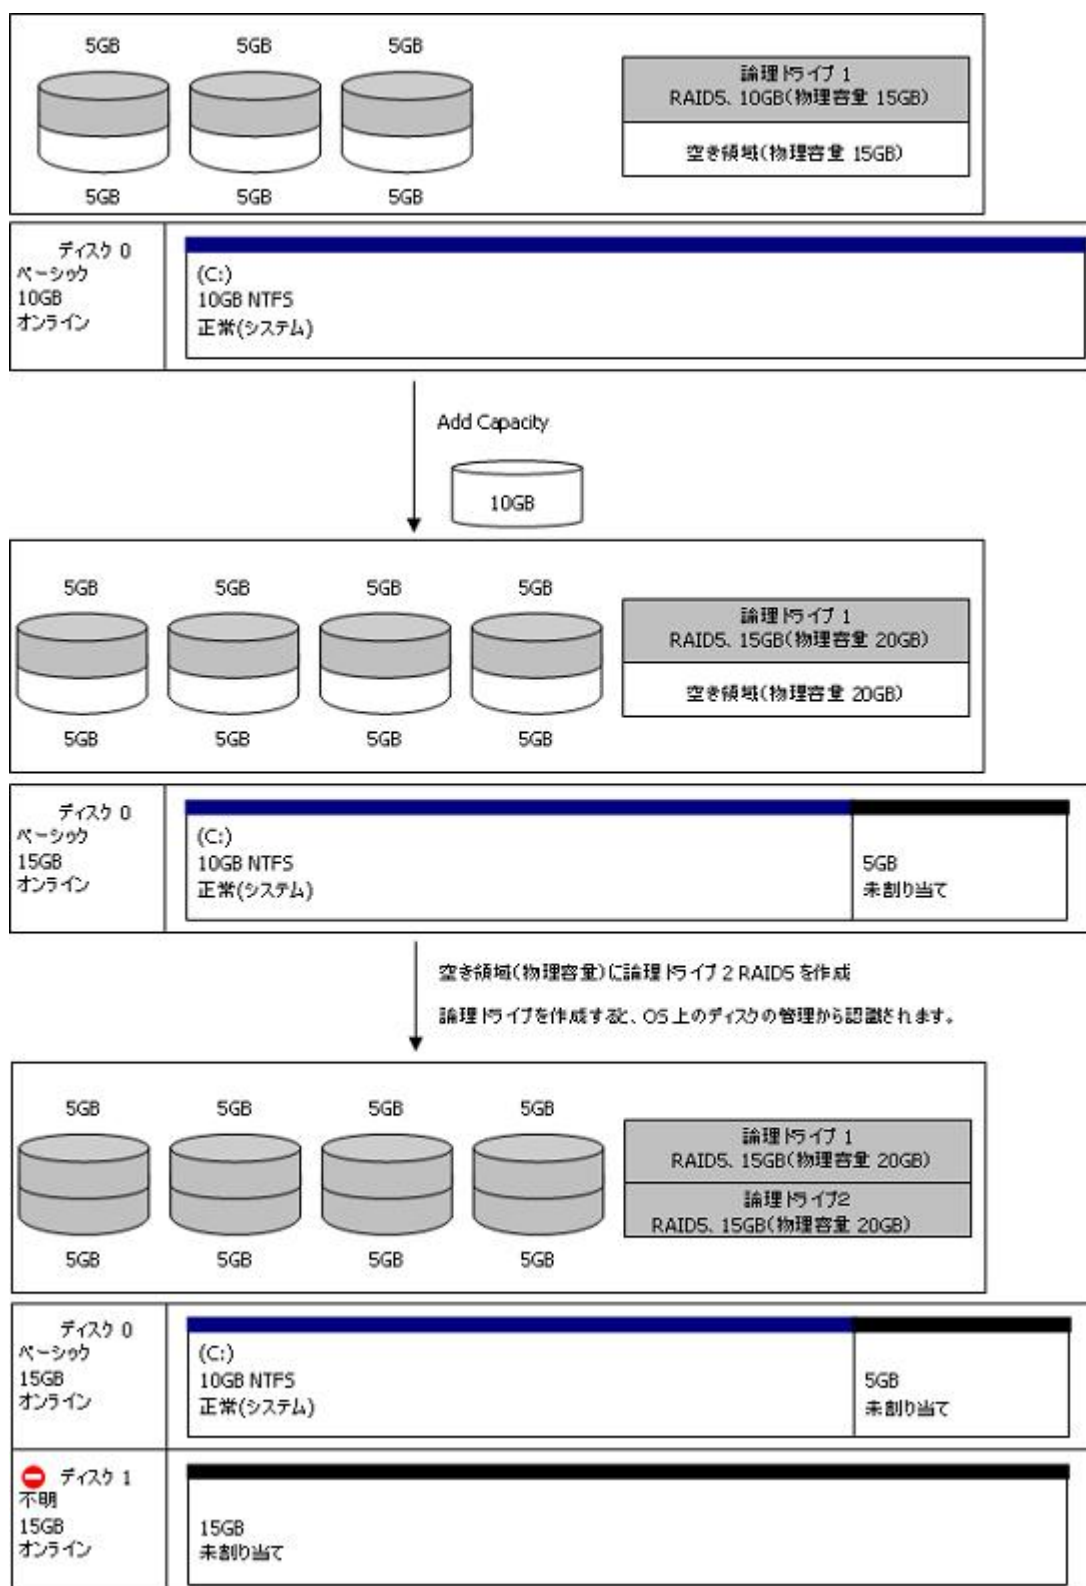 5GB 5GB 5GB
論理ドライブ 1
RAID5、10GB(物理容量 15GB)
空き領域(物理容量 15GB)
5GB 5GB 5GB
ディスク 0
ベーシック
10GB
オンライン
(C:)
10GB NTFS
正常(システム)
Add Capacity
10GB
5GB 5GB 5GB 5GB
論理ドライブ 1
RAID5、15GB(物理容量 20GB)
空き領域(物理容量 20GB)
5GB 5GB 5GB 5GB
ディスク 0
ベーシック
15GB
オンライン
(C:)
10GB NTFS
正常(システム)
5GB
未割り当て
空き領域(物理容量)に論理ドライブ 2 RAID5 を作成
論理ドライブを作成すると、OS 上のディスクの管理から認識されます。
5GB 5GB 5GB 5GB
論理ドライブ 1
RAID5、15GB(物理容量 20GB)
論理ドライブ2
RAID5、15GB(物理容量 20GB)
5GB 5GB 5GB 5GB
ディスク 0
ベーシック
15GB
オンライン
(C:)
10GB NTFS
正常(システム)
5GB
未割り当て
ディスク 1
不明
15GB
オンライン
15GB
未割り当て